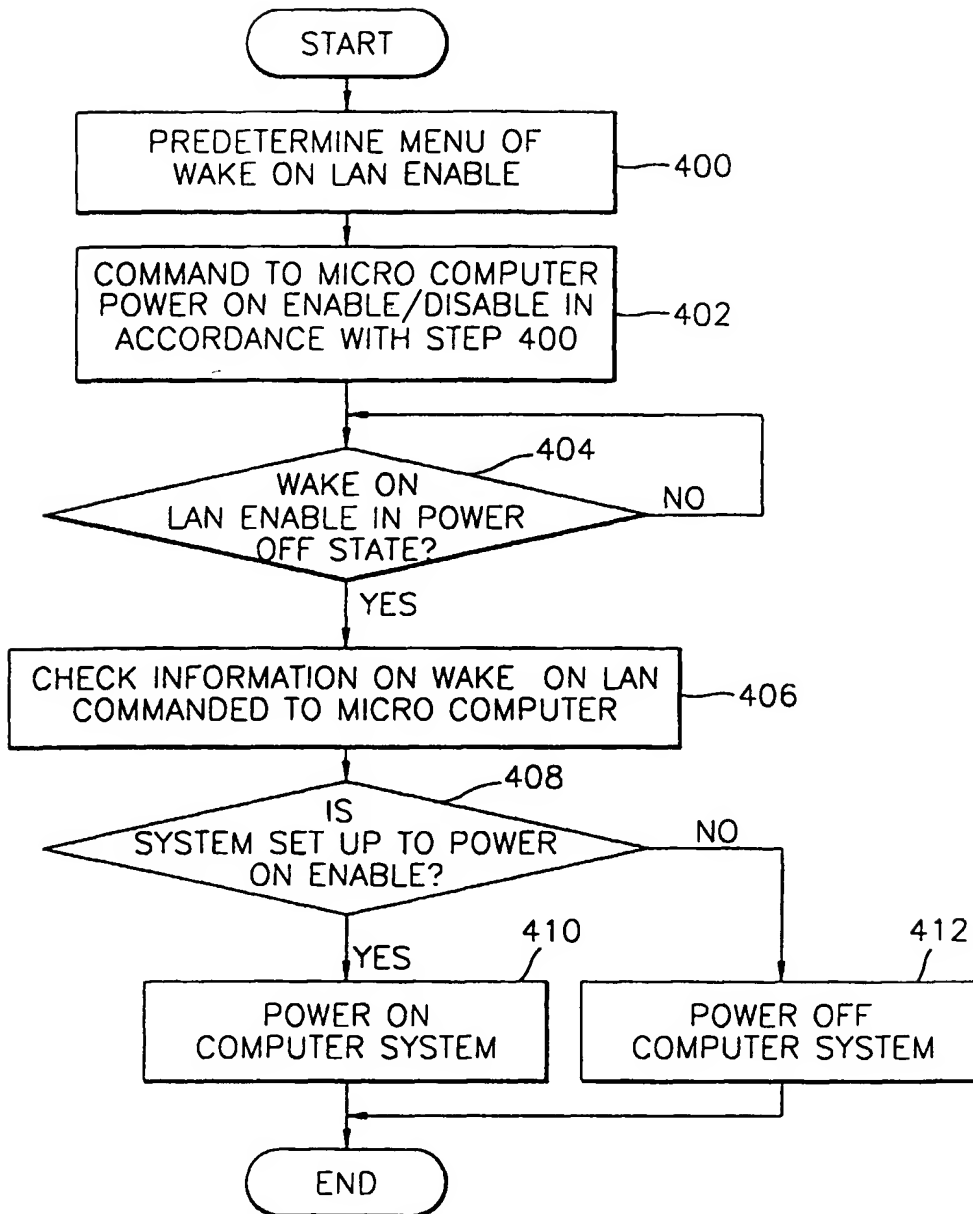 START
PREDETERMINE MENU OF
WAKE ON LAN ENABLE
400
COMMAND TO MICRO COMPUTER
POWER ON ENABLE/DISABLE IN
ACCORDANCE WITH STEP 400
402
404
WAKE ON
LAN ENABLE IN POWER
OFF STATE?
NO
YES
CHECK INFORMATION ON WAKE ON LAN
COMMANDED TO MICRO COMPUTER
406
408
IS
SYSTEM SET UP TO POWER
ON ENABLE?
NO
YES
410
412
POWER ON
COMPUTER SYSTEM
POWER OFF
COMPUTER SYSTEM
END